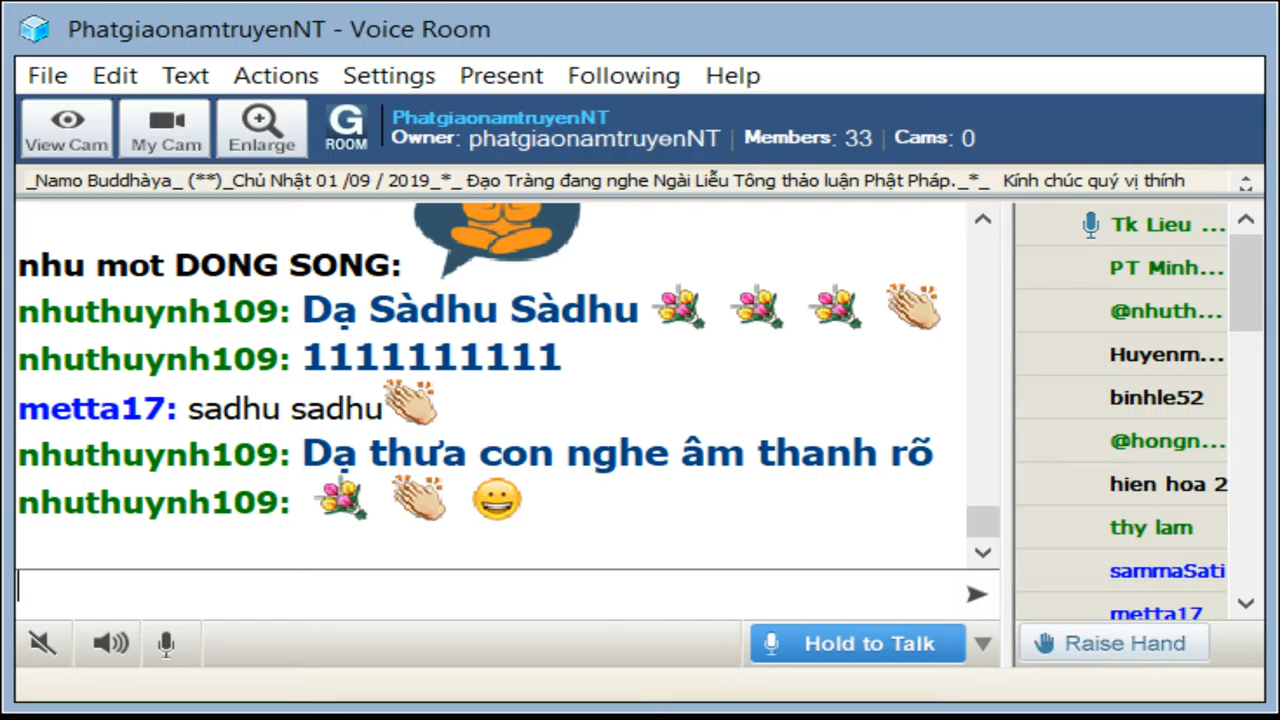 PhatgiaonamtruyenNT - Voice Room
File Edit Text Actions Settings Present Following Help
View Cam
My Cam
Enlarge
G ROOM
PhatgiaonamtruyenNT
Owner: phatgiaonamtruyenNT | Members: 33 | Cams: 0
_Namo Buddhàya_ (**)_Chủ Nhật 01 /09 / 2019_*_ Đạo Tràng đang nghe Ngài Liễu Tông thảo luận Phật Pháp._*_ Kính chúc quý vị thính
nhu mot DONG SONG:
nhuthuynh109: Dạ Sàdhu Sàdhu
nhuthuynh109: 1111111111
metta17: sadhu sadhu
nhuthuynh109: Dạ thưa con nghe âm thanh rõ
nhuthuynh109:
Tk Lieu ...
PT Minh...
@nhuth...
Huyenm...
binhle52
@hongn...
hien hoa 2
thy lam
sammaSati
metta17
Hold to Talk
Raise Hand